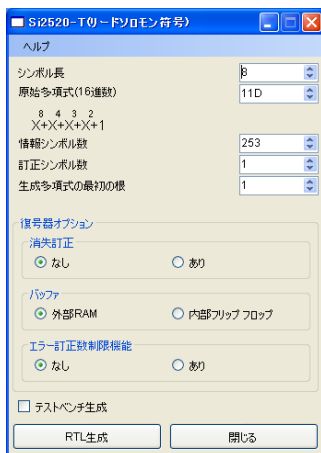 Si2520-T(リードソロモン符号)
ヘルプ
シンボル長 8
原始多項式(16進数) 11D
8 4 3 2
X+X+X+X+1
情報シンボル数 253
訂正シンボル数 1
生成多項式の最初の根 1
復号器オプション
消失訂正
なし あり
バッファ
外部RAM 内部フリップ フロップ
エラー訂正数制限機能
なし あり
テストベンチ生成
RTL生成 閉じる